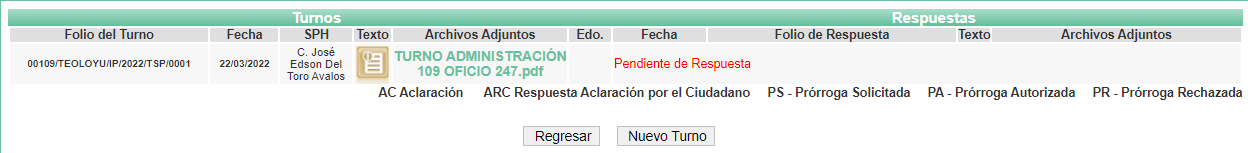 Turnos Respuestas
Folio del Turno Fecha SPH Texto Archivos Adjuntos Edo. Fecha Folio de Respuesta Texto Archivos Adjuntos
00109/TEOLOYU/IP/2022/TSP/0001 22/03/2022 C. José
Edson Del
Toro Avalos TURNO ADMINISTRACIÓN
109 OFICIO 247.pdf Pendiente de Respuesta
AC Aclaración ARC Respuesta Aclaración por el Ciudadano PS - Prórroga Solicitada PA - Prórroga Autorizada PR - Prórroga Rechazada
Regresar Nuevo Turno